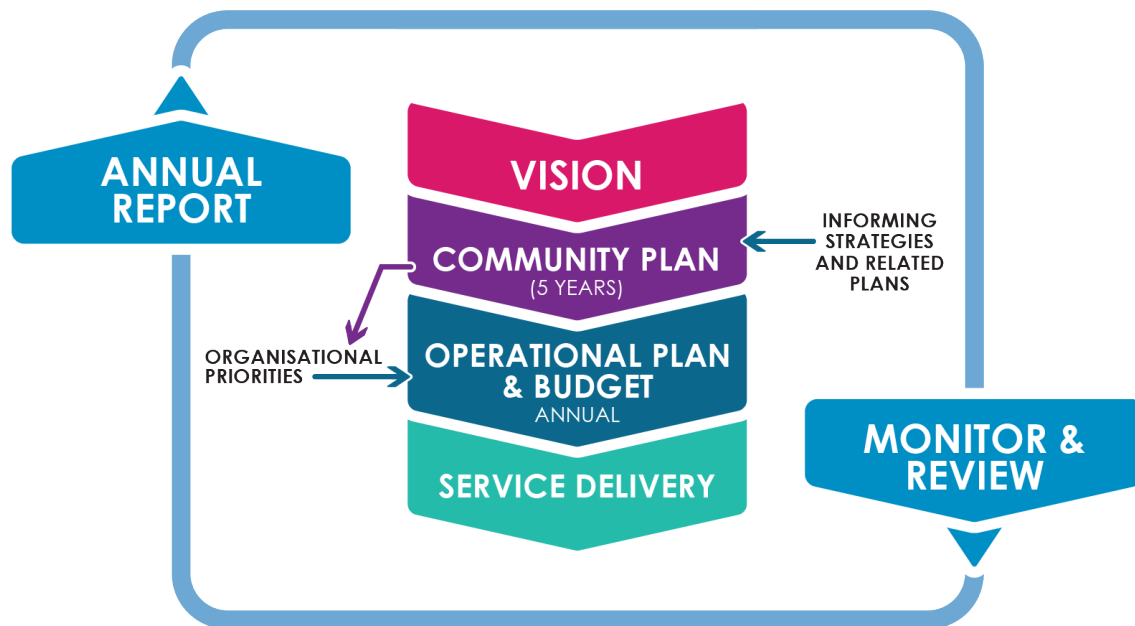 ANNUAL
REPORT
VISION
COMMUNITY PLAN
(5 YEARS)
INFORMING
STRATEGIES
AND RELATED
PLANS
ORGANISATIONAL
PRIORITIES
OPERATIONAL PLAN
& BUDGET
ANNUAL
SERVICE DELIVERY
MONITOR &
REVIEW